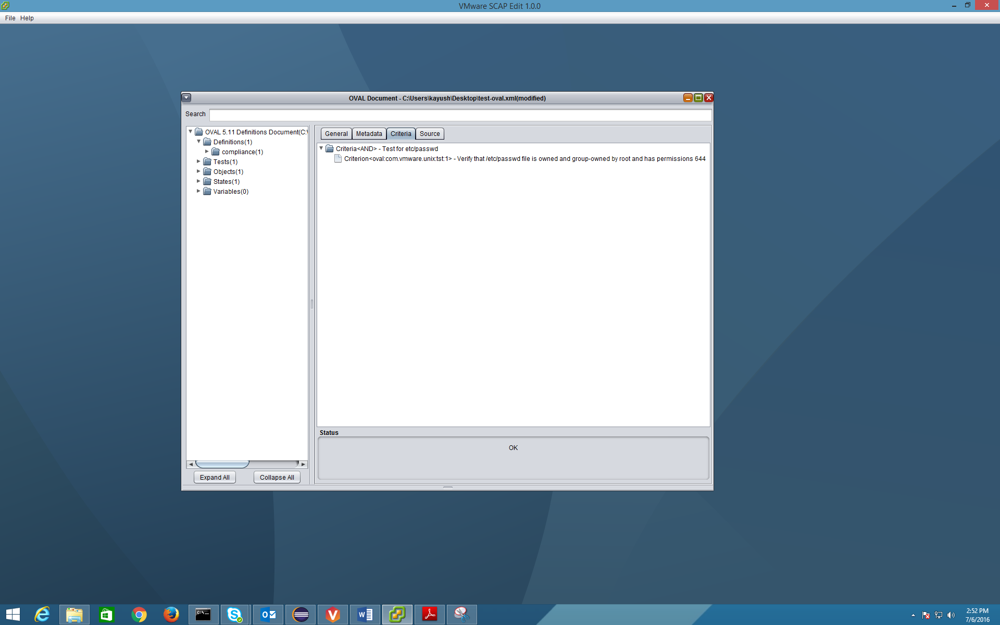 VMware SCAP Edit 1.0.0
File Help
OVAL Document - C:\Users\kayush\Desktop\test-oval.xml(modified)
Search
OVAL 5.11 Definitions Document(C:\
Definitions(1)
compliance(1)
Tests(1)
Objects(1)
States(1)
Variables(0)
Expand All Collapse All
General Metadata Criteria Source
Criteria<AND> - Test for etc/passwd
Criterion<oval:com.vmware.unix:tst:1> - Verify that /etc/passwd file is owned and group-owned by root and has permissions 644
Status
OK
2:52 PM
7/6/2016